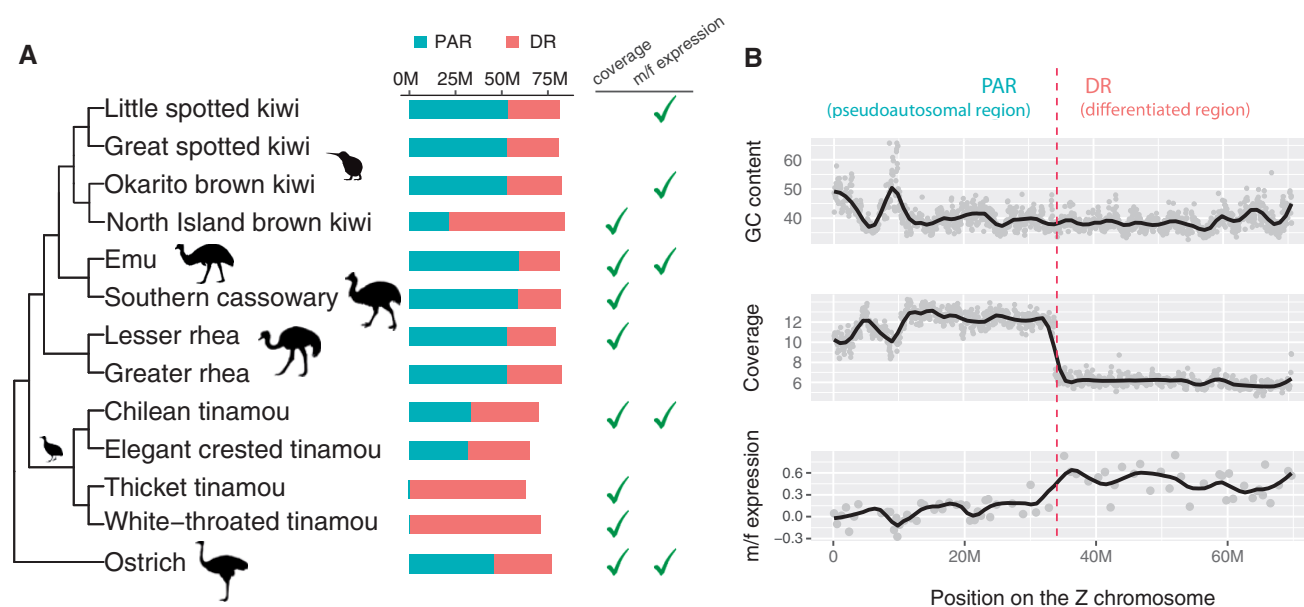 A
PAR DR
coverage
m/f expression
0M 25M 50M 75M
Little spotted kiwi
Great spotted kiwi
Okarito brown kiwi
North Island brown kiwi
Emu
Southern cassowary
Lesser rhea
Greater rhea
Chilean tinamou
Elegant crested tinamou
Thicket tinamou
White–throated tinamou
Ostrich
B
PAR DR
(pseudoautosomal region) (differentiated region)
GC content
60
50
40
Coverage
12
10
8
6
m/f expression
0.6
0.3
0.0
−0.3
0 20M 40M 60M
Position on the Z chromosome